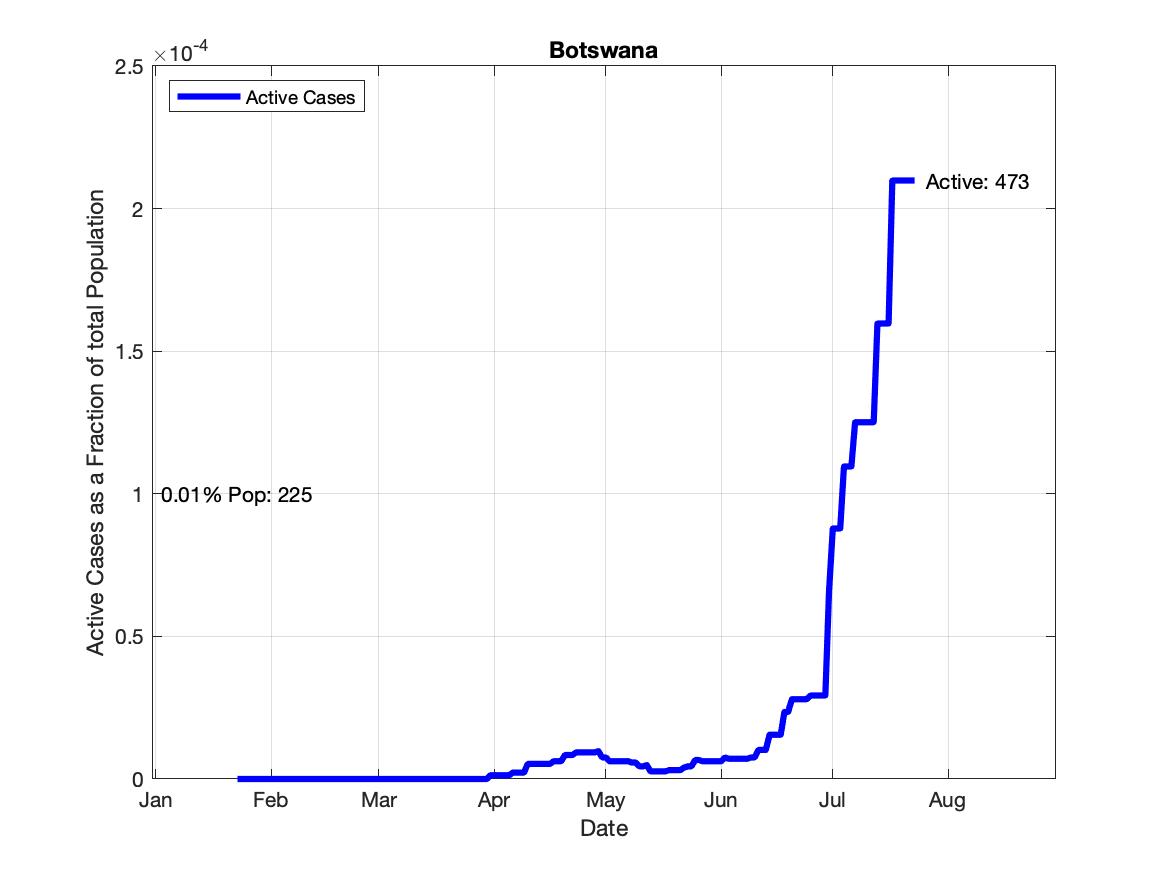 Botswana
×10-4
2.5
2
1.5
1
0.5
0
Active Cases
Active: 473
0.01% Pop: 225
Active Cases as a Fraction of total Population
Jan Feb Mar Apr May Jun Jul Aug
Date